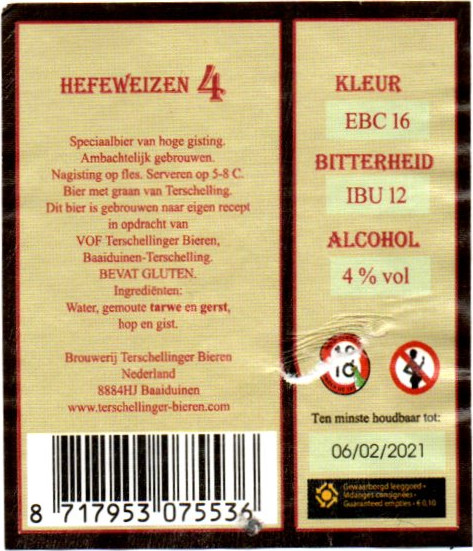 HEFEWEIZEN 4
Speciaalbier van hoge gisting.
Ambachtelijk gebrouwen.
Nagisting op fles. Serveren op 5-8 C.
Bier met graan van Terschelling.
Dit bier is gebrouwen naar eigen recept
in opdracht van
VOF Terschellinger Bieren,
Baaiduinen-Terschelling.
BEVAT GLUTEN.
Ingrediënten:
Water, gemoute tarwe en gerst,
hop en gist.
Brouwerij Terschellinger Bieren
Nederland
8884HJ Baaiduinen
www.terschellinger-bieren.com
8 717953 075536
KLEUR
EBC 16
BITTERHEID
IBU 12
ALCOHOL
4 % vol
Ten minste houdbaar tot:
06/02/2021
Gewaarborgd leeggoed •
Vidanges consignées •
Guaranteed empties • € 0,10